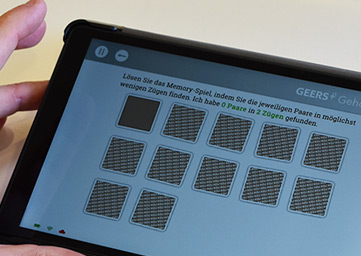 GEERS Gehö
Lösen Sie das Memory-Spiel, indem Sie die jeweiligen Paare in möglichst
wenigen Zügen finden. Ich habe 0 Paare in 2 Zügen gefunden.